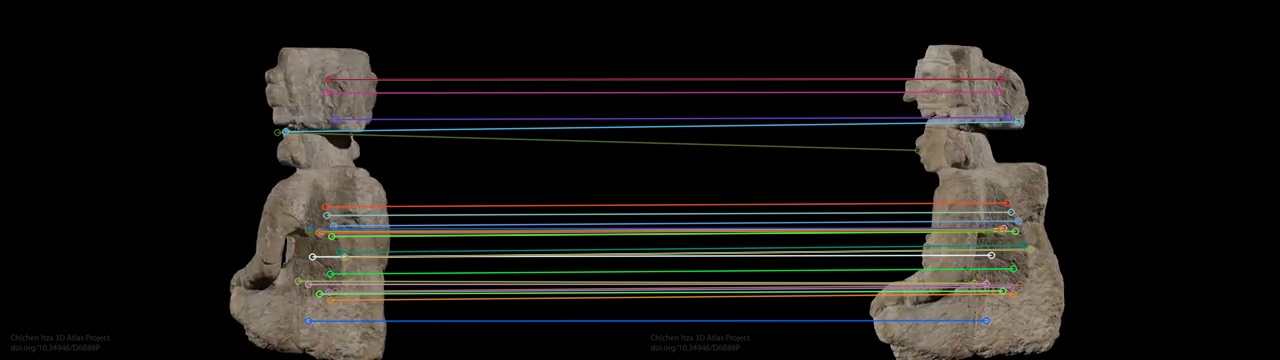 Chichen Itza 3D Atlas Project
doi.org/10.34946/D6B88P
Chichen Itza 3D Atlas Project
doi.org/10.34946/D6B88P